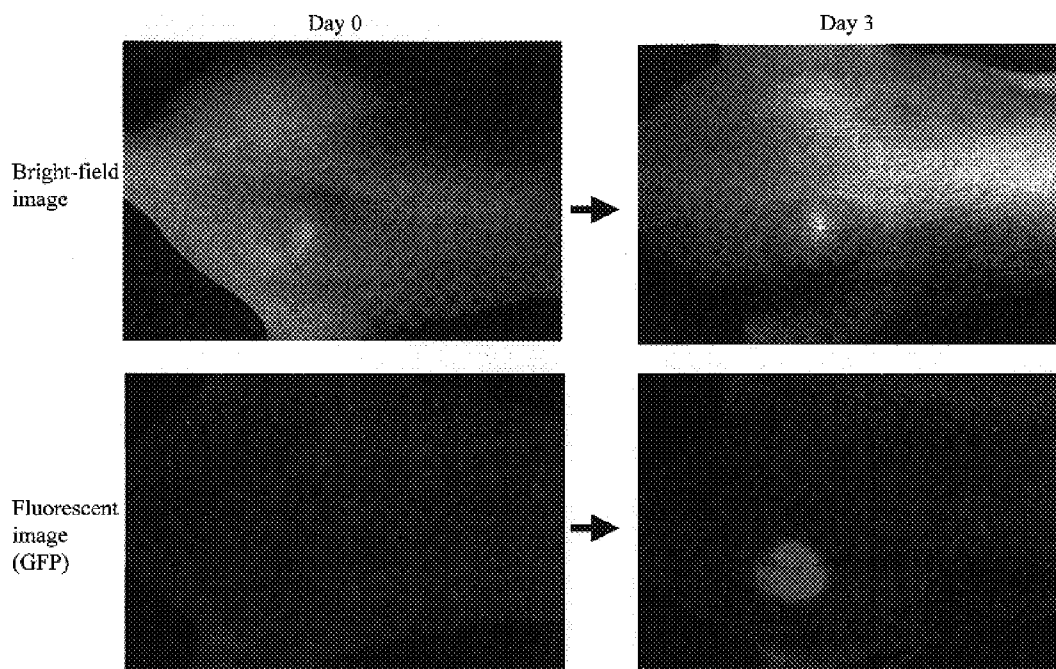 Day 0
Day 3
Bright-field
image
Fluorescent
image
(GFP)